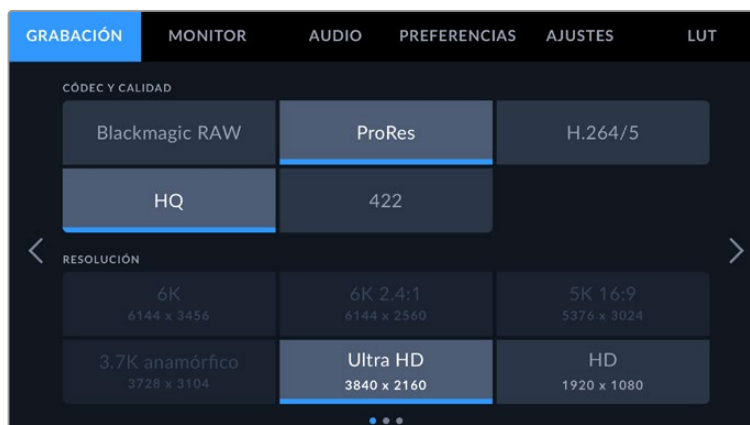 GRABACIÓN MONITOR AUDIO PREFERENCIAS AJUSTES LUT
CÓDEC Y CALIDAD
Blackmagic RAW ProRes H.264/5
HQ 422
RESOLUCIÓN
6K 6K 2.4:1 5K 16:9
6144 x 3456 6144 x 2560 5376 x 3024
3.7K anamórfico Ultra HD HD
3728 x 3104 3840 x 2160 1920 x 1080